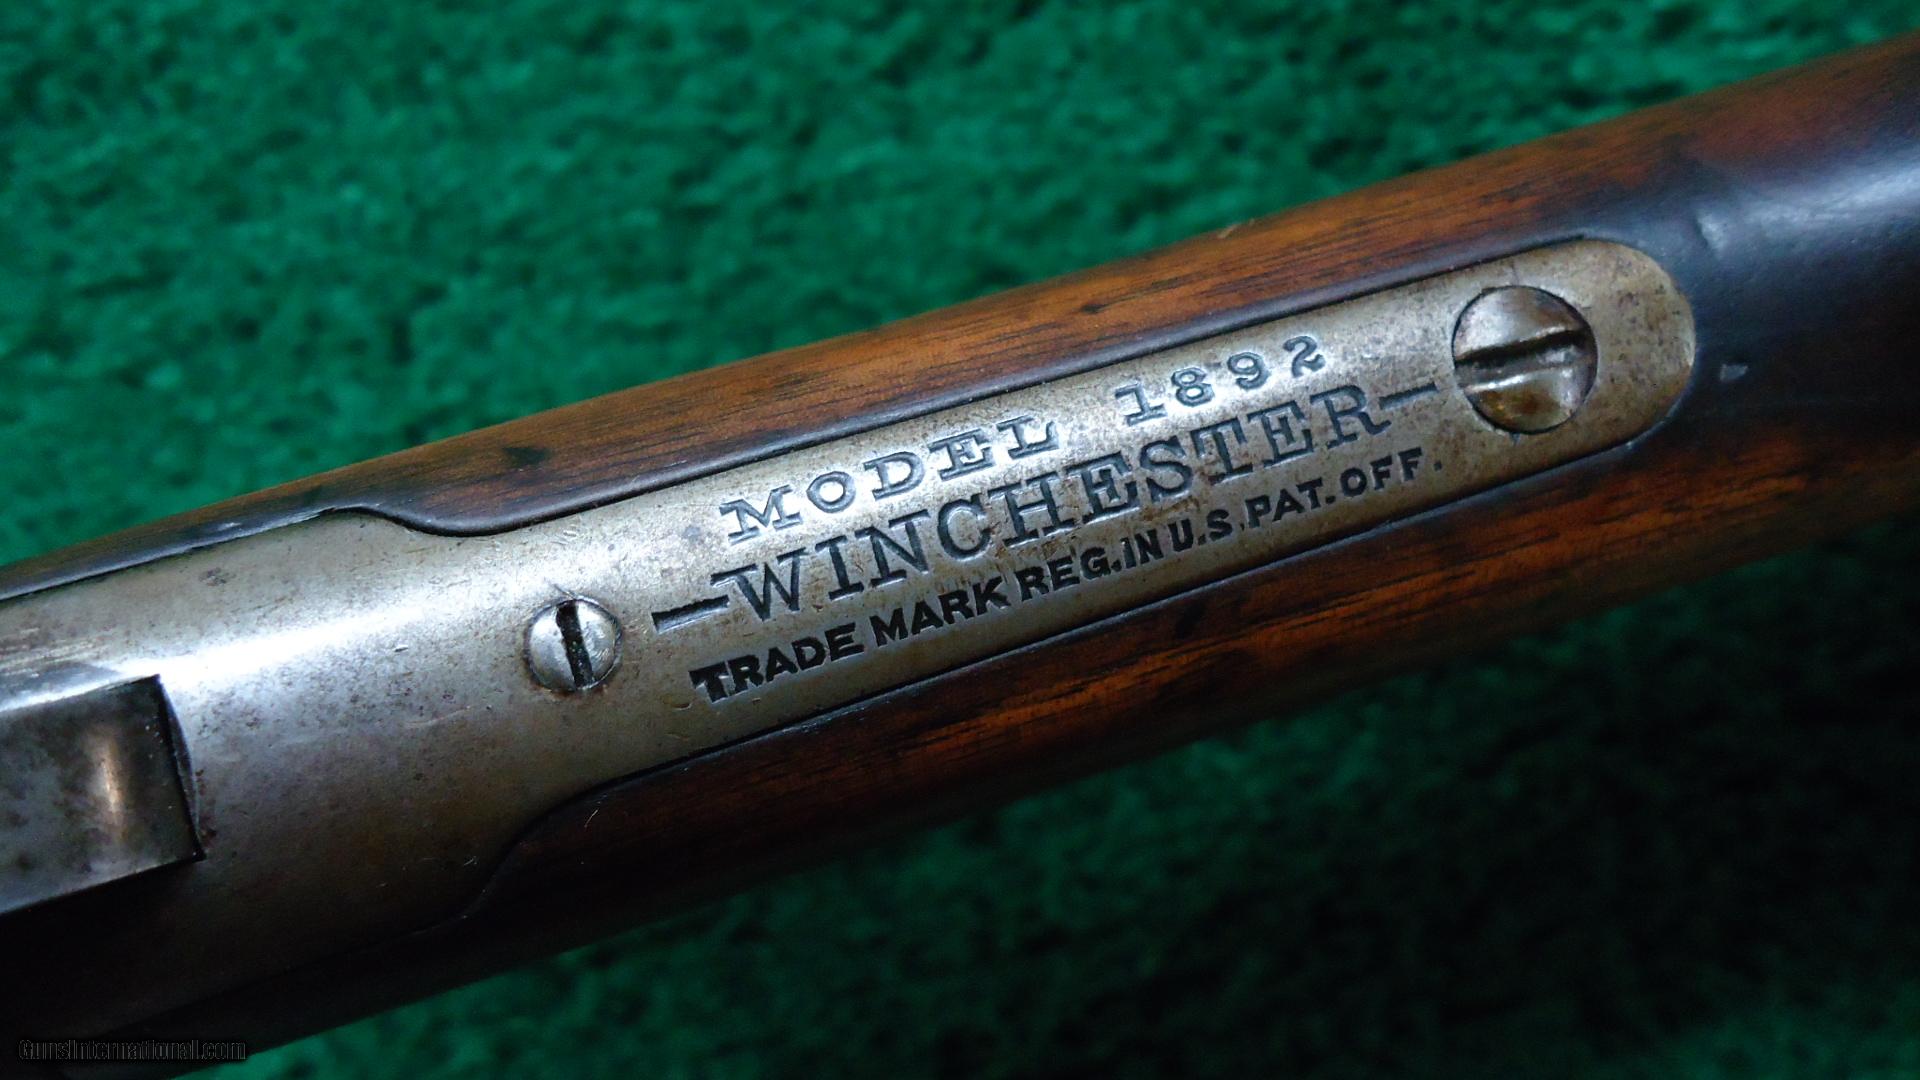 MODEL 1892
—WINCHESTER—
TRADE MARK REG. IN U.S. PAT. OFF.
GunsInternational.com